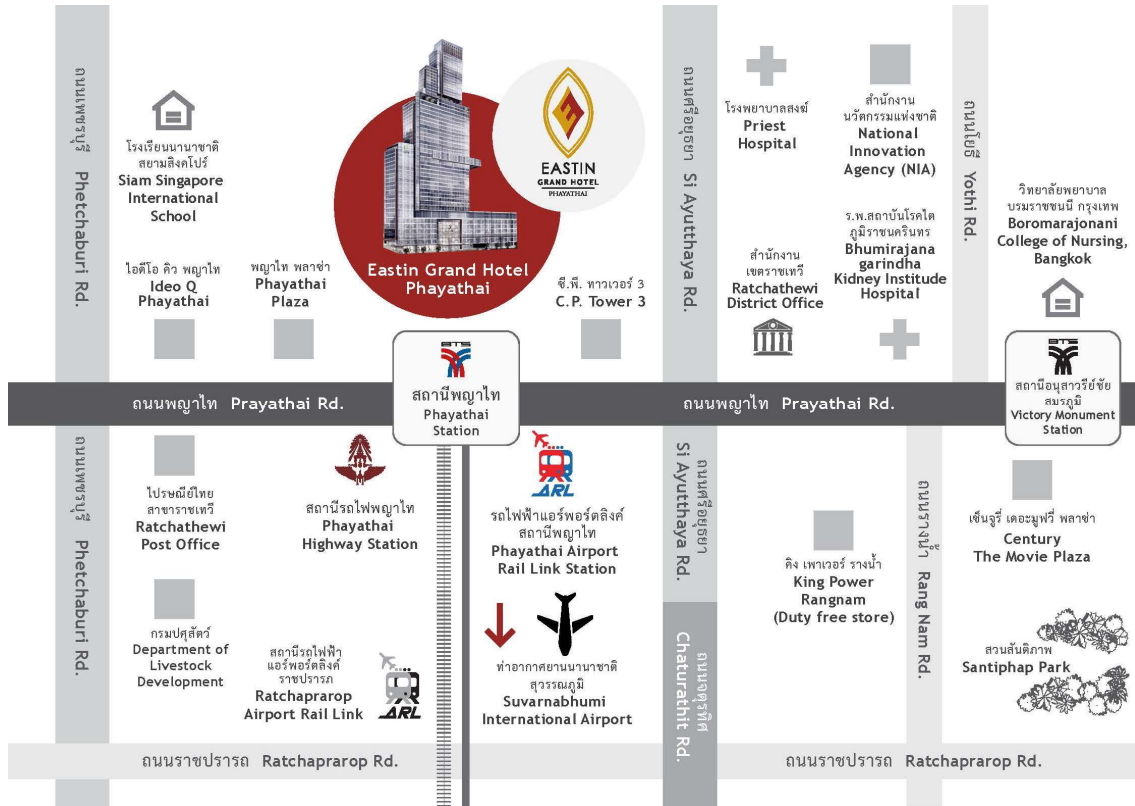 ถนนเพชรบุรี Phetchaburi Rd.
โรงเรียนนานาชาติ
สยามสิงคโปร์
Siam Singapore
International
School
ไอดีโอ คิว พญาไท
Ideo Q
Phayathai
พญาไท พลาซ่า
Phayathai
Plaza
Eastin Grand Hotel
Phayathai
EASTIN
GRAND HOTEL
PHAYATHAI
ซี.พี. ทาวเวอร์ 3
C.P. Tower 3
ถนนศรีอยุธยา Si Ayutthaya Rd.
โรงพยาบาลสงฆ์
Priest
Hospital
สำนักงาน
นวัตกรรมแห่งชาติ
National
Innovation
Agency (NIA)
สำนักงาน
เขตราชเทวี
Ratchathewi
District Office
ร.พ.สถาบันโรคไต
ภูมิราชนครินทร
Bhumirajana
garindha
Kidney Institude
Hospital
ถนนโยธี Yothi Rd.
วิทยาลัยพยาบาล
บรมราชชนนี กรุงเทพ
Boromarajonani
College of Nursing,
Bangkok
ถนนพญาไท Prayathai Rd.
BTS
สถานีพญาไท
Phayathai
Station
ถนนพญาไท Prayathai Rd.
BTS
สถานีอนุสาวรีย์ชัย
สมรภูมิ
Victory Monument
Station
ถนนเพชรบุรี Phetchaburi Rd.
ไปรษณีย์ไทย
สาขาราชเทวี
Ratchathewi
Post Office
สถานีรถไฟพญาไท
Phayathai
Highway Station
ARL
รถไฟฟ้าแอร์พอร์ตลิงค์
สถานีพญาไท
Phayathai Airport
Rail Link Station
ถนนศรีอยุธยา
Si Ayutthaya Rd.
คิง เพาเวอร์ รางน้ำ
King Power
Rangnam
(Duty free store)
ถนนรางน้ำ Rang Nam Rd.
เซ็นจูรี่ เดอะมูฟวี่ พลาซ่า
Century
The Movie Plaza
กรมปศุสัตว์
Department of
Livestock
Development
สถานีรถไฟฟ้า
แอร์พอร์ตลิงค์
ราชปรารภ
Ratchaprarop
Airport Rail Link
ARL
ท่าอากาศยานนานาชาติ
สุวรรณภูมิ
Suvarnabhumi
International Airport
ถนนจตุรทิศ
Chaturathit Rd.
สวนสันติภาพ
Santiphap Park
ถนนราชปรารถ Ratchaprarop Rd.
ถนนราชปรารถ Ratchaprarop Rd.